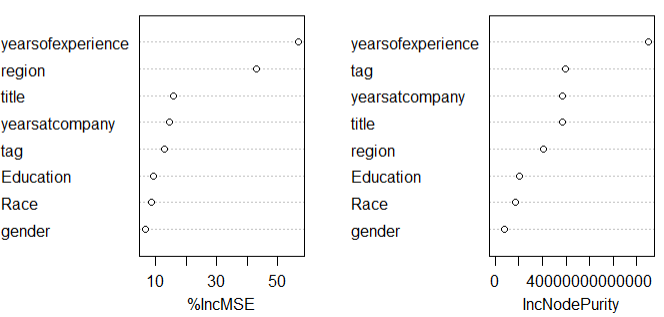 yearsofexperience
region
title
yearsatcompany
tag
Education
Race
gender
10 30 50
%IncMSE
yearsofexperience
tag
yearsatcompany
title
region
Education
Race
gender
0 40000000000000
IncNodePurity